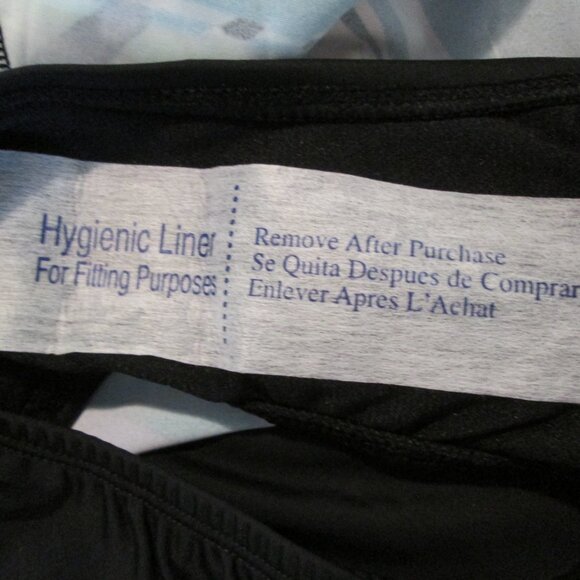 Hygienic Liner
For Fitting Purposes
Remove After Purchase
Se Quita Despues de Comprar
Enlever Apres L'Achat